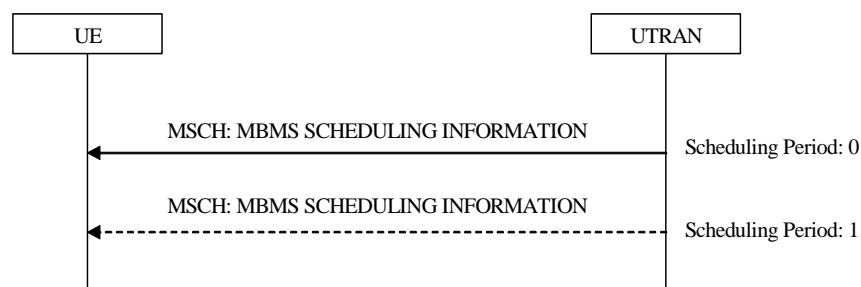 UE
UTRAN
MSCH: MBMS SCHEDULING INFORMATION
Scheduling Period: 0
MSCH: MBMS SCHEDULING INFORMATION
Scheduling Period: 1